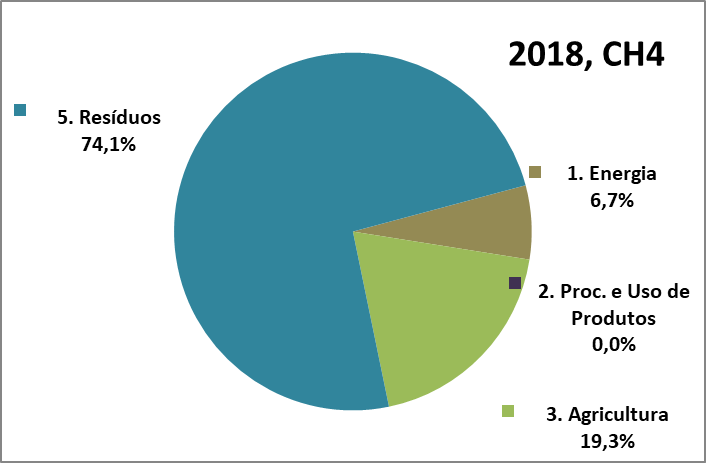 2018, CH4
5. Resíduos
74,1%
1. Energia
6,7%
2. Proc. e Uso de
Produtos
0,0%
3. Agricultura
19,3%